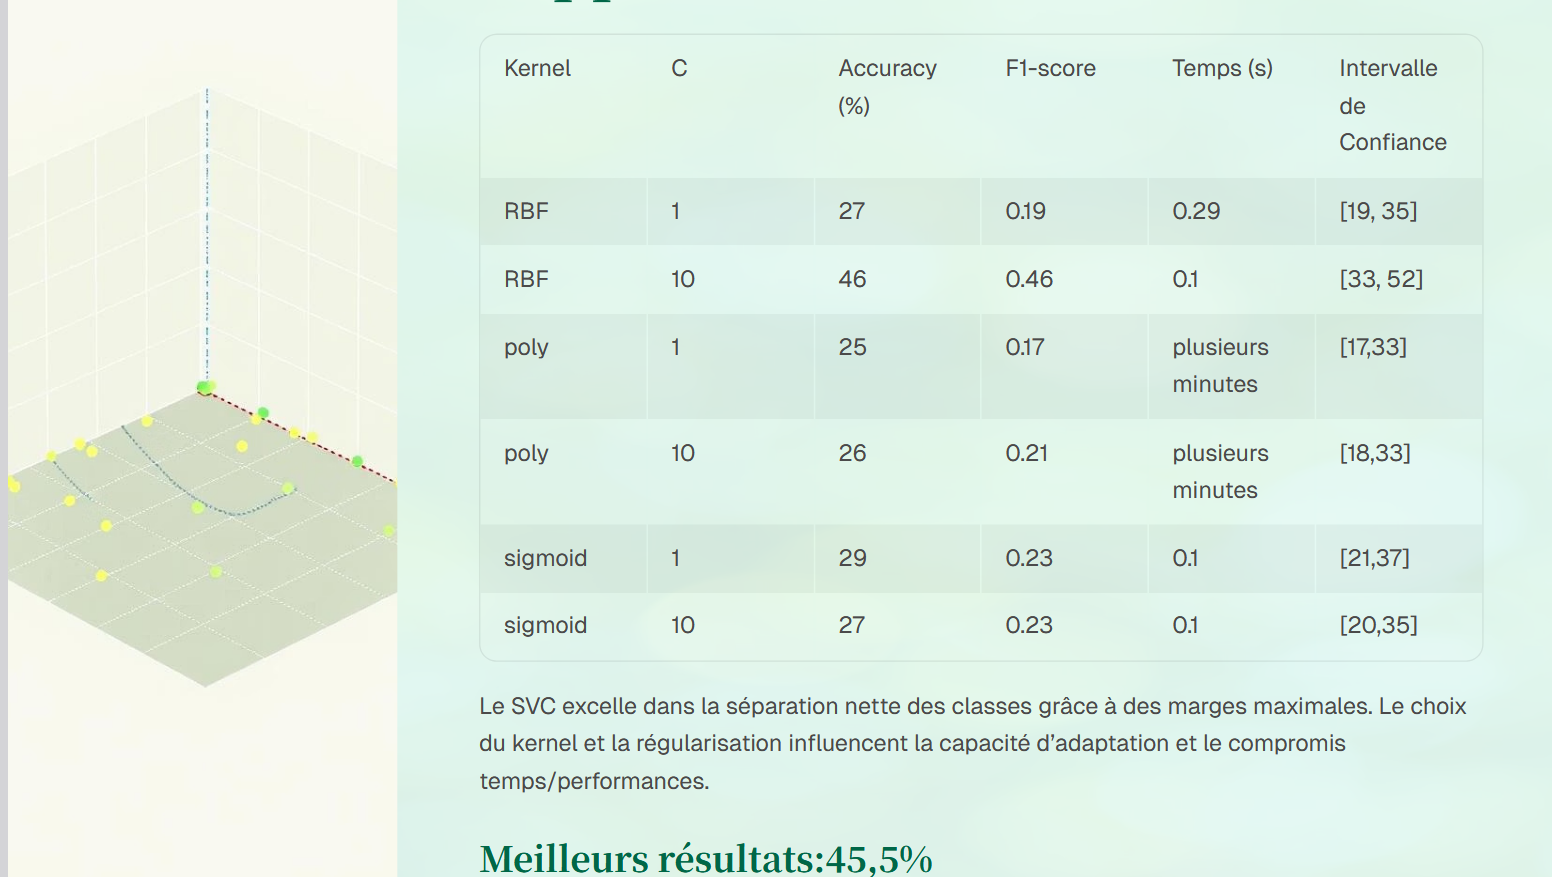 Kernel C Accuracy (%) F1-score Temps (s) Intervalle de Confiance
RBF 1 27 0.19 0.29 [19, 35]
RBF 10 46 0.46 0.1 [33, 52]
poly 1 25 0.17 plusieurs minutes [17,33]
poly 10 26 0.21 plusieurs minutes [18,33]
sigmoid 1 29 0.23 0.1 [21,37]
sigmoid 10 27 0.23 0.1 [20,35]
Le SVC excelle dans la séparation nette des classes grâce à des marges maximales. Le choix
du kernel et la régularisation influencent la capacité d’adaptation et le compromis
temps/performances.
Meilleurs résultats:45,5%